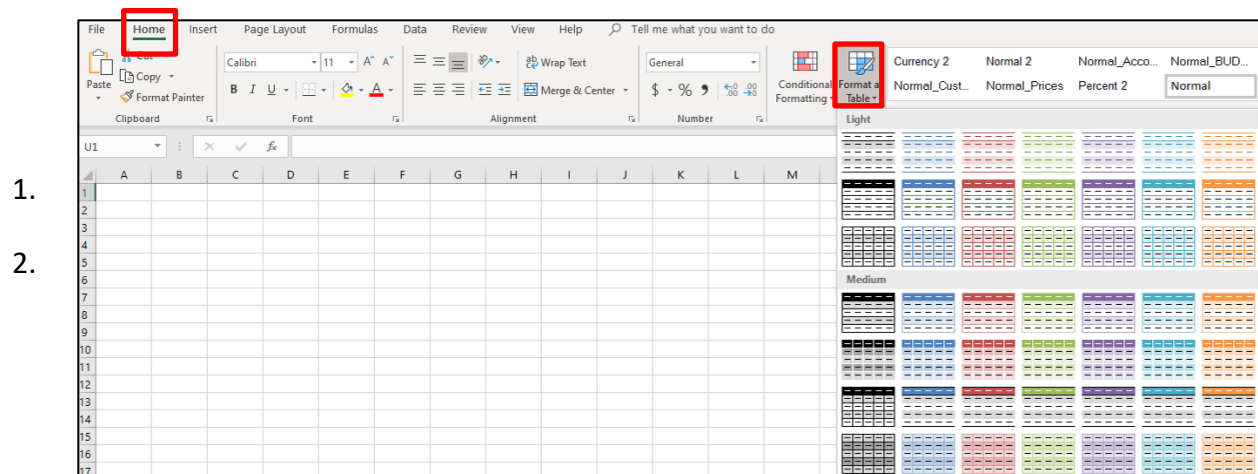 File Home Insert Page Layout Formulas Data Review View Help Tell me what you want to do
Cut
Copy
Paste
Format Painter
Clipboard
Calibri 11 A^ A˅
B I U A
Font
Wrap Text
Merge & Center
Alignment
General
$ % 9 .00 .00
Number
Conditional Formatting
Format a
Table
Currency 2 Normal 2 Normal_Acco... Normal_BUD...
Normal_Cust... Normal_Prices Percent 2 Normal
Light
U1 fx
A B C D E F G H I J K L M
1.
2.
1
2
3
4
5
6
7
8
9
10
11
12
13
14
15
16
17
Medium